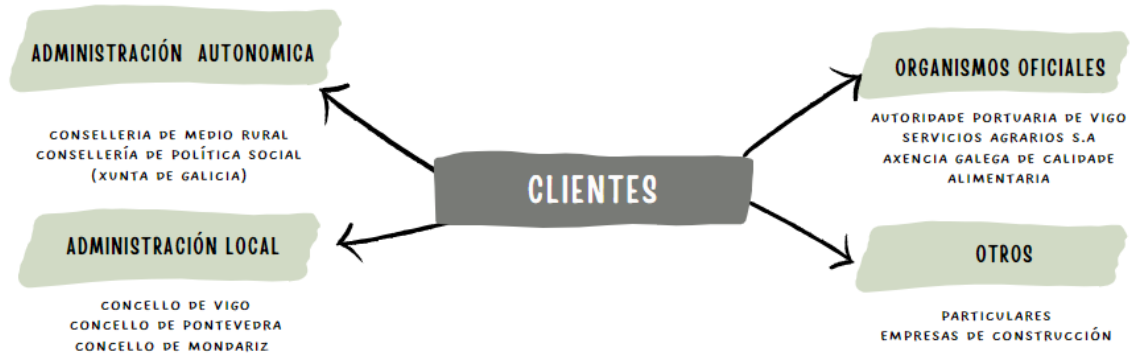 ADMINISTRACIÓN AUTONOMICA
CONSELLERIA DE MEDIO RURAL
CONSELLERÍA DE POLÍTICA SOCIAL
(XUNTA DE GALICIA)
ORGANISMOS OFICIALES
AUTORIDADE PORTUARIA DE VIGO
SERVICIOS AGRARIOS S.A
AXENCIA GALEGA DE CALIDADE
ALIMENTARIA
CLIENTES
ADMINISTRACIÓN LOCAL
CONCELLO DE VIGO
CONCELLO DE PONTEVEDRA
CONCELLO DE MONDARIZ
OTROS
PARTICULARES
EMPRESAS DE CONSTRUCCIÓN